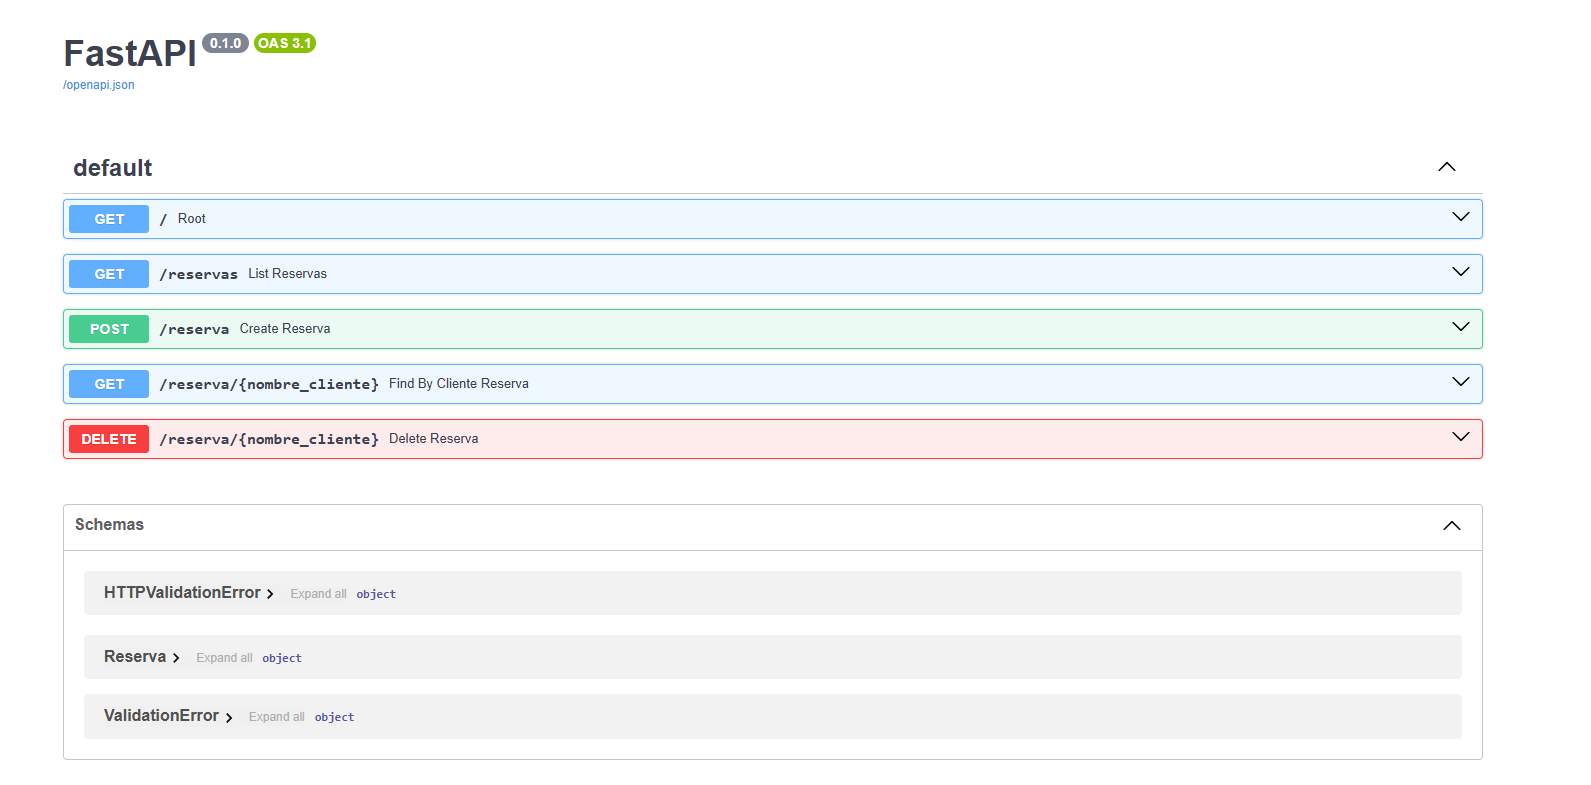 FastAPI 0.1.0 OAS 3.1
/openapi.json
default
GET / Root
GET /reservas List Reservas
POST /reserva Create Reserva
GET /reserva/{nombre_cliente} Find By Cliente Reserva
DELETE /reserva/{nombre_cliente} Delete Reserva
Schemas
HTTPValidationError Expand all object
Reserva Expand all object
ValidationError Expand all object